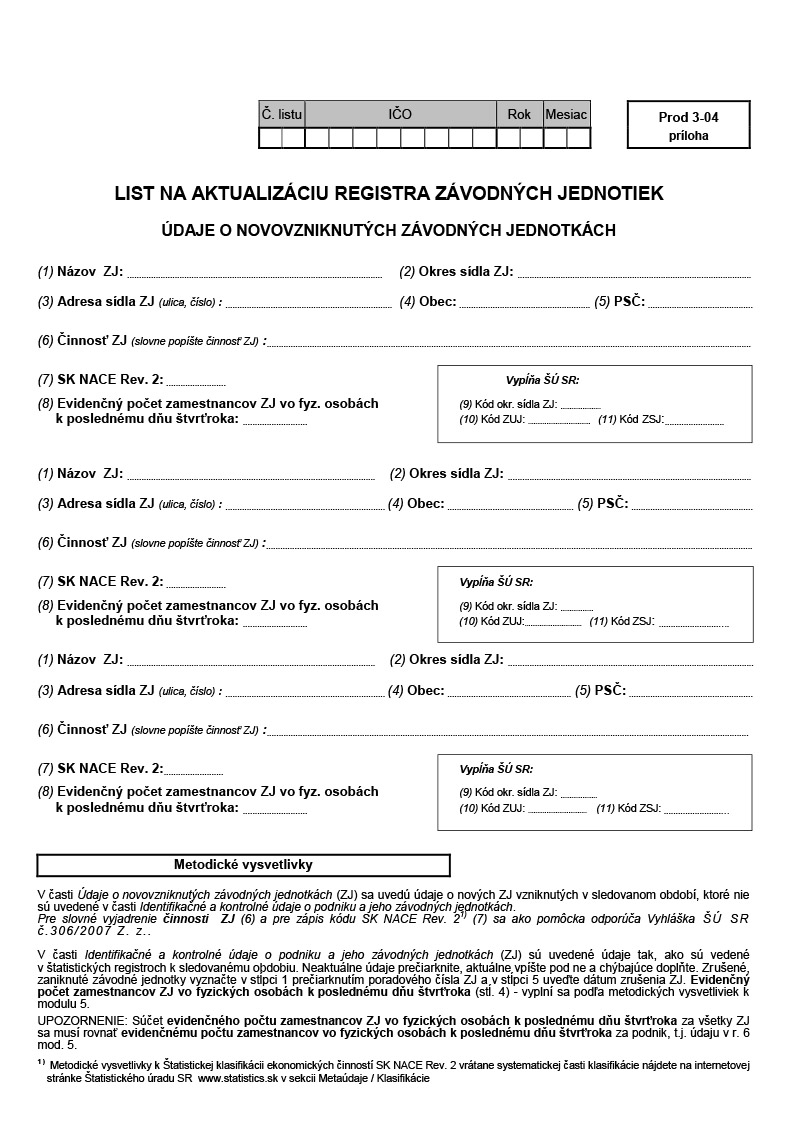 Č. listu IČO Rok Mesiac
Prod 3-04
príloha
LIST NA AKTUALIZÁCIU REGISTRA ZÁVODNÝCH JEDNOTIEK
ÚDAJE O NOVOVZNIKNUTÝCH ZÁVODNÝCH JEDNOTKÁCH
(1) Názov ZJ: (2) Okres sídla ZJ:
(3) Adresa sídla ZJ (ulica, číslo) : (4) Obec: (5) PSČ:
(6) Činnosť ZJ (slovne popíšte činnosť ZJ) :
(7) SK NACE Rev. 2:
(8) Evidenčný počet zamestnancov ZJ vo fyz. osobách
k poslednému dňu štvrťroka:
Vypĺňa ŠÚ SR:
(9) Kód okr. sídla ZJ:
(10) Kód ZUJ: (11) Kód ZSJ:
(1) Názov ZJ: (2) Okres sídla ZJ:
(3) Adresa sídla ZJ (ulica, číslo) : (4) Obec: (5) PSČ:
(6) Činnosť ZJ (slovne popíšte činnosť ZJ) :
(7) SK NACE Rev. 2:
(8) Evidenčný počet zamestnancov ZJ vo fyz. osobách
k poslednému dňu štvrťroka:
Vypĺňa ŠÚ SR:
(9) Kód okr. sídla ZJ:
(10) Kód ZUJ: (11) Kód ZSJ:
(1) Názov ZJ: (2) Okres sídla ZJ:
(3) Adresa sídla ZJ (ulica, číslo) : (4) Obec: (5) PSČ:
(6) Činnosť ZJ (slovne popíšte činnosť ZJ) :
(7) SK NACE Rev. 2:
(8) Evidenčný počet zamestnancov ZJ vo fyz. osobách
k poslednému dňu štvrťroka:
Vypĺňa ŠÚ SR:
(9) Kód okr. sídla ZJ:
(10) Kód ZUJ: (11) Kód ZSJ:
Metodické vysvetlivky
V časti Údaje o novovzniknutých závodných jednotkách (ZJ) sa uvedú údaje o nových ZJ vzniknutých v sledovanom období, ktoré nie
sú uvedené v časti Identifikačné a kontrolné údaje o podniku a jeho závodných jednotkách.
Pre slovné vyjadrenie činnosti ZJ (6) a pre zápis kódu SK NACE Rev. 2¹⁾ (7) sa ako pomôcka odporúča Vyhláška ŠÚ SR
č.306/2007 Z. z..
V časti Identifikačné a kontrolné údaje o podniku a jeho závodných jednotkách (ZJ) sú uvedené údaje tak, ako sú vedené
v štatistických registroch k sledovanému obdobiu. Neaktuálne údaje prečiarknite, aktuálne vpíšte pod ne a chýbajúce doplňte. Zrušené,
zaniknuté závodné jednotky vyznačte v stĺpci 1 prečiarknutím poradového čísla ZJ a v stĺpci 5 uveďte dátum zrušenia ZJ. Evidenčný
počet zamestnancov ZJ vo fyzických osobách k poslednému dňu štvrťroka (stĺ. 4) - vyplní sa podľa metodických vysvetliviek k
modulu 5.
UPOZORNENIE: Súčet evidenčného počtu zamestnancov ZJ vo fyzických osobách k poslednému dňu štvrťroka za všetky ZJ
sa musí rovnať evidenčnému počtu zamestnancov vo fyzických osobách k poslednému dňu štvrťroka za podnik, t.j. údaju v r. 6
mod. 5.
¹⁾ Metodické vysvetlivky k Štatistickej klasifikácii ekonomických činností SK NACE Rev. 2 vrátane systematickej časti klasifikácie nájdete na internetovej
stránke Štatistického úradu SR www.statistics.sk v sekcii Metaúdaje / Klasifikácie